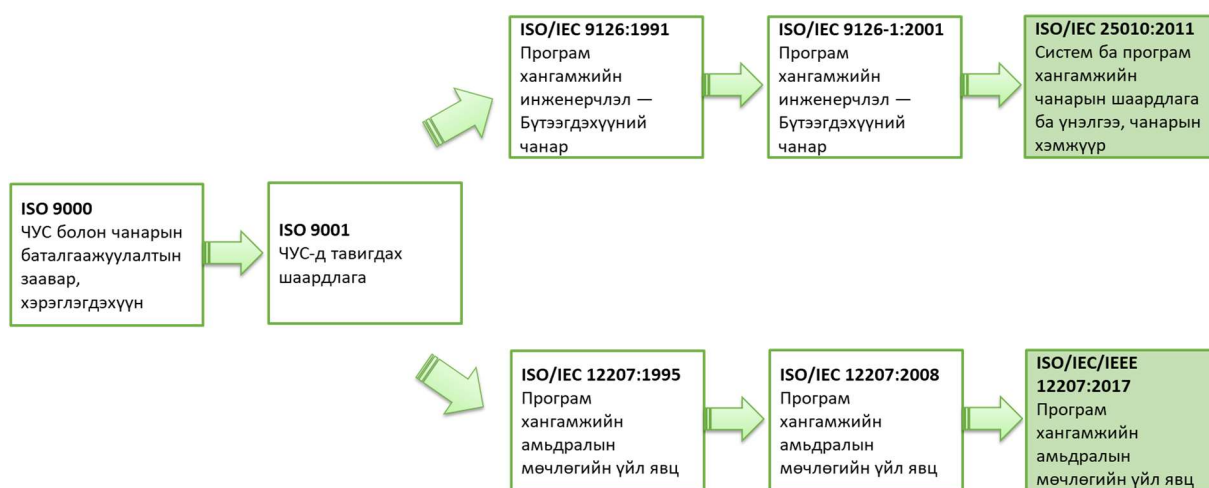 ISO 9000
ЧУС болон чанарын
баталгаажуулалтын
заавар,
хэрэглэгдэхүүн
ISO 9001
ЧУС-д тавигдах
шаардлага
ISO/IEC 9126:1991
Програм
хангамжийн
инженерчлэл —
Бүтээгдэхүүний
чанар
ISO/IEC 9126-1:2001
Програм
хангамжийн
инженерчлэл —
Бүтээгдэхүүний
чанар
ISO/IEC 25010:2011
Систем ба програм
хангамжийн
чанарын шаардлага
ба үнэлгээ, чанарын
хэмжүүр
ISO/IEC 12207:1995
Програм
хангамжийн
амьдралын
мөчлөгийн үйл явц
ISO/IEC 12207:2008
Програм
хангамжийн
амьдралын
мөчлөгийн үйл явц
ISO/IEC/IEEE
12207:2017
Програм
хангамжийн
амьдралын
мөчлөгийн үйл явц